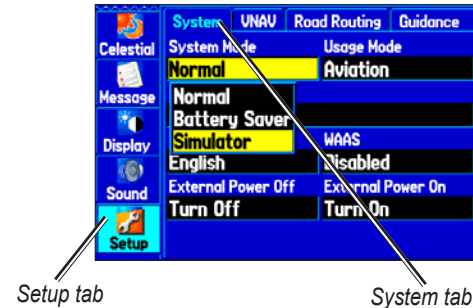 System VNAV Road Routing Guidance
Celestial
System Mode Usage Mode
Normal Aviation
Message
Normal
Battery Saver
Display
Simulator WAAS
English Disabled
Sound
External Power Off External Power On
Turn Off Turn On
Setup
Setup tab System tab